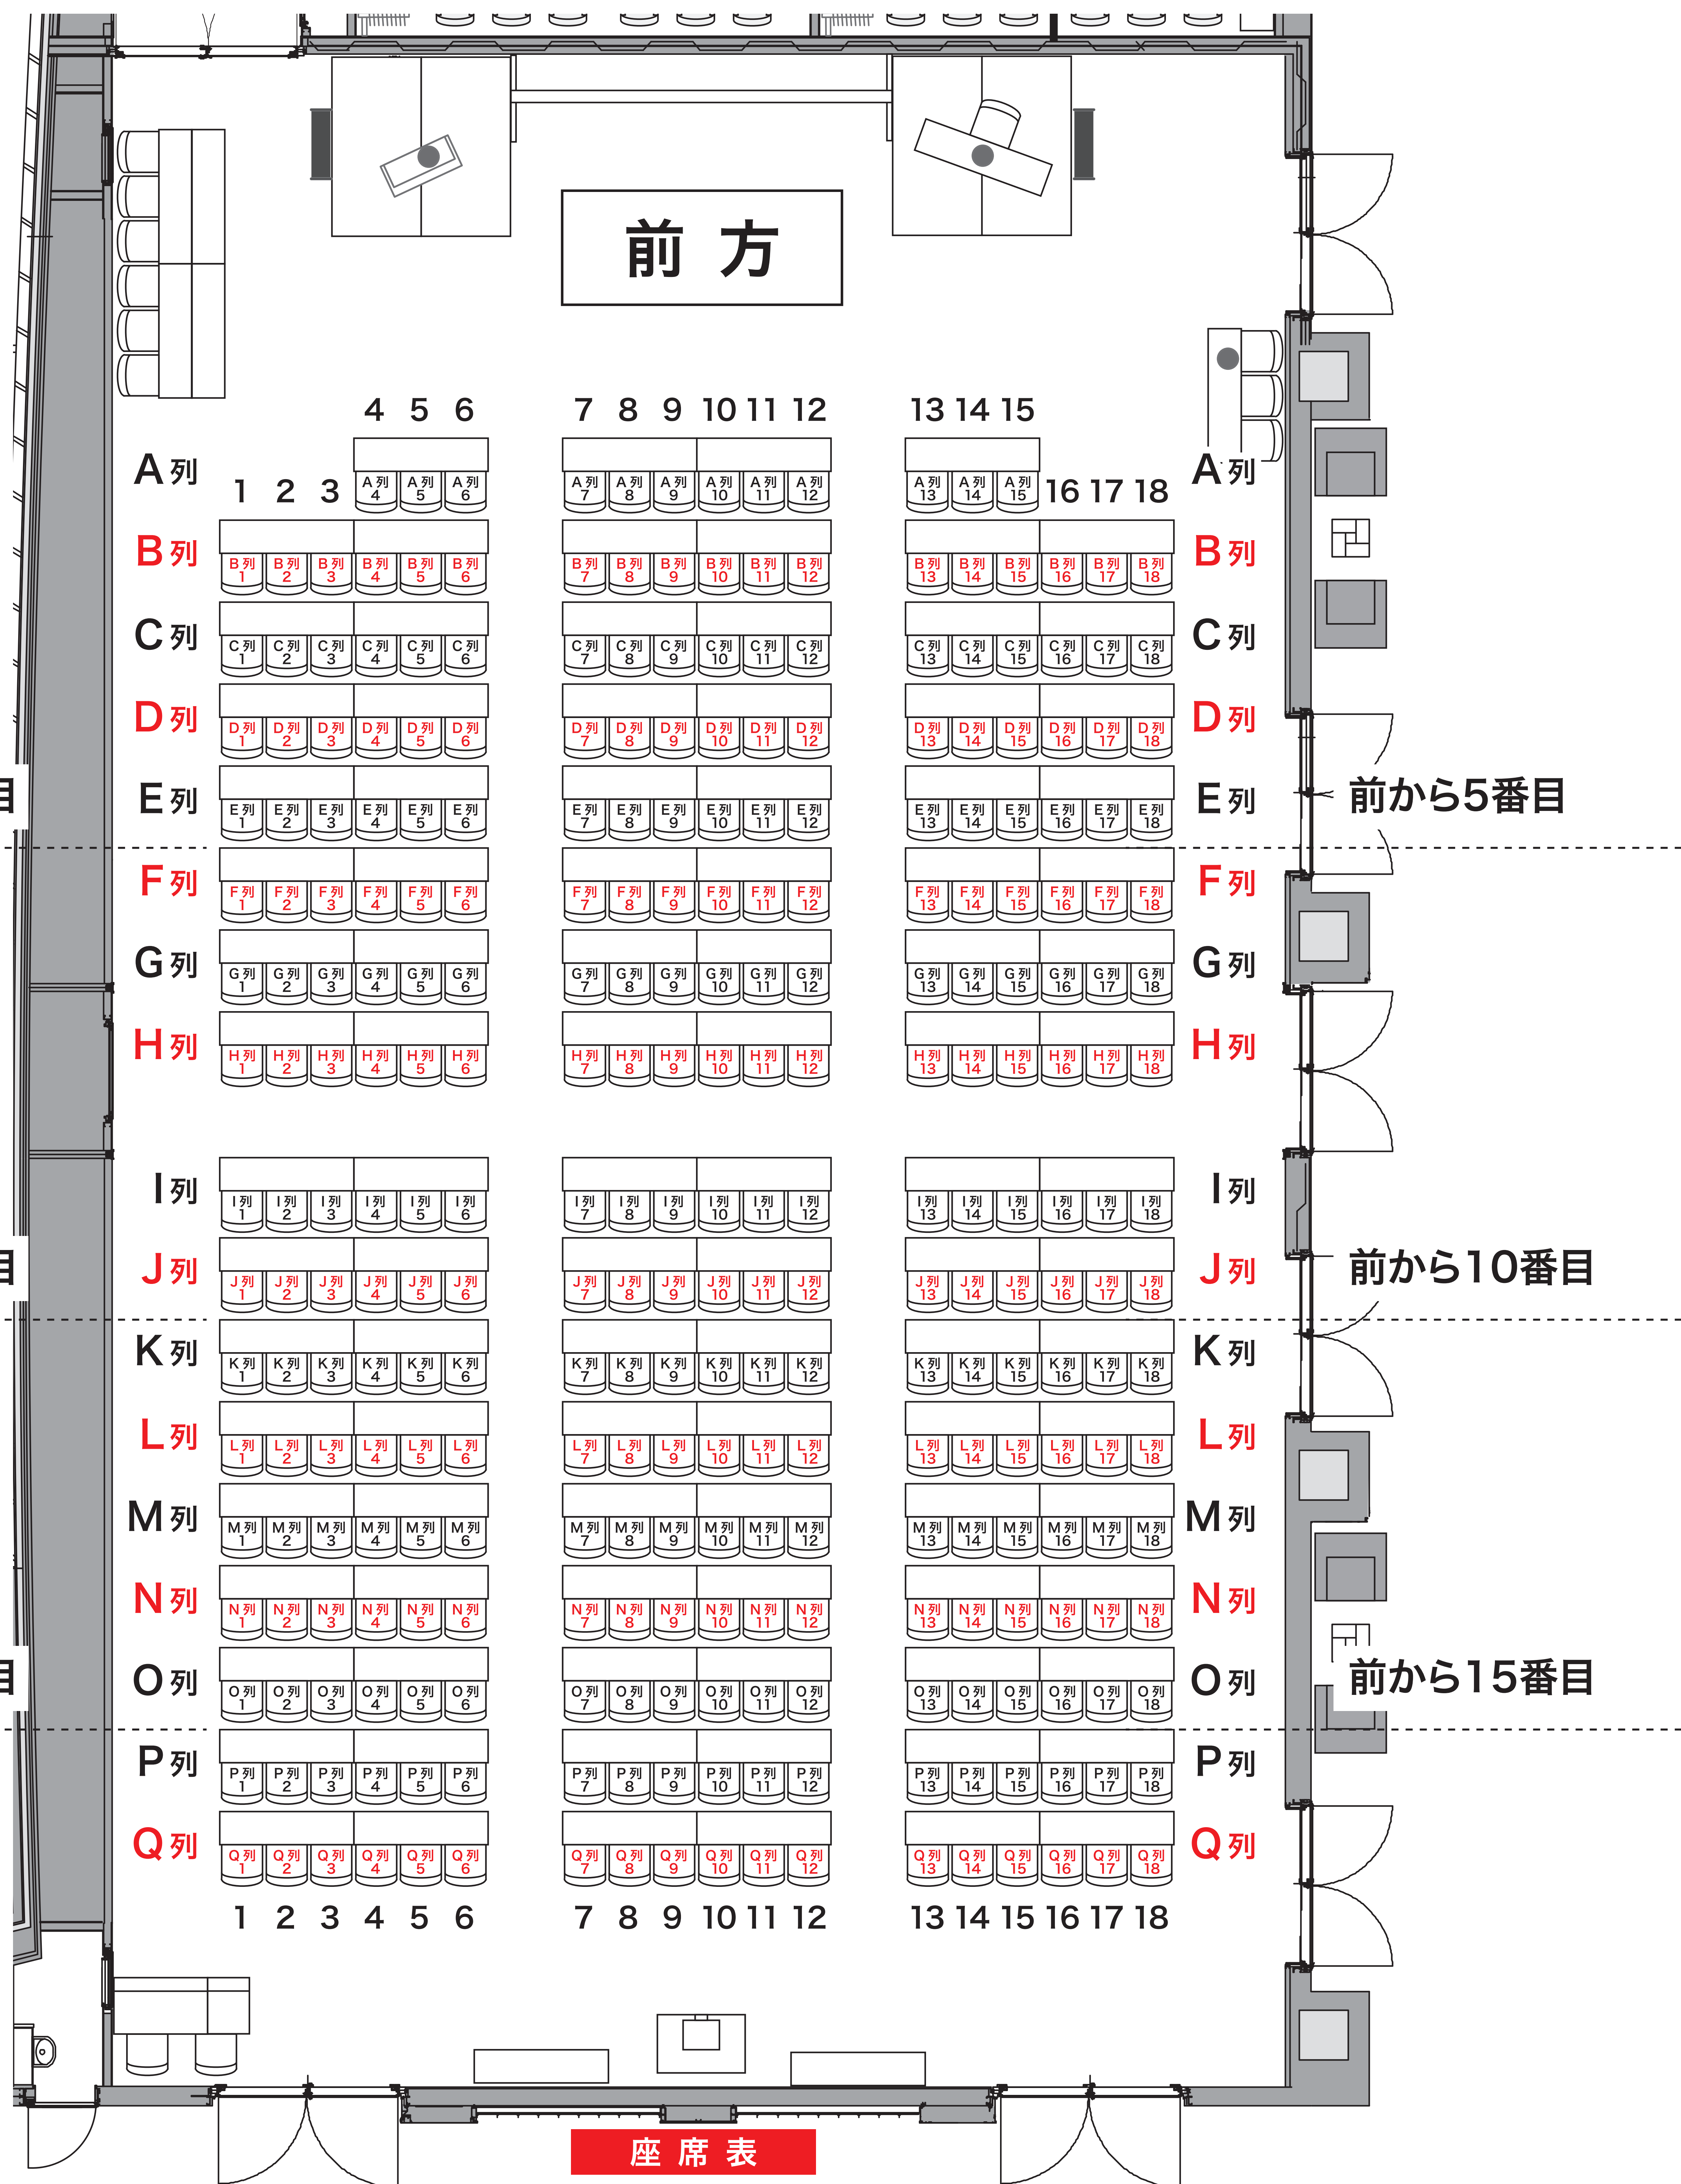 前方
4 5 6 7 8 9 10 11 12 13 14 15
A列 A列4 A列5 A列6 A列7 A列8 A列9 A列10 A列11 A列12 A列13 A列14 A列15 A列
1 2 3 16 17 18
B列 B列1 B列2 B列3 B列4 B列5 B列6 B列7 B列8 B列9 B列10 B列11 B列12 B列13 B列14 B列15 B列16 B列17 B列18 B列
C列 C列1 C列2 C列3 C列4 C列5 C列6 C列7 C列8 C列9 C列10 C列11 C列12 C列13 C列14 C列15 C列16 C列17 C列18 C列
D列 D列1 D列2 D列3 D列4 D列5 D列6 D列7 D列8 D列9 D列10 D列11 D列12 D列13 D列14 D列15 D列16 D列17 D列18 D列
目 E列 E列1 E列2 E列3 E列4 E列5 E列6 E列7 E列8 E列9 E列10 E列11 E列12 E列13 E列14 E列15 E列16 E列17 E列18 E列 前から5番目
F列 F列1 F列2 F列3 F列4 F列5 F列6 F列7 F列8 F列9 F列10 F列11 F列12 F列13 F列14 F列15 F列16 F列17 F列18 F列
G列 G列1 G列2 G列3 G列4 G列5 G列6 G列7 G列8 G列9 G列10 G列11 G列12 G列13 G列14 G列15 G列16 G列17 G列18 G列
H列 H列1 H列2 H列3 H列4 H列5 H列6 H列7 H列8 H列9 H列10 H列11 H列12 H列13 H列14 H列15 H列16 H列17 H列18 H列
I列 I列1 I列2 I列3 I列4 I列5 I列6 I列7 I列8 I列9 I列10 I列11 I列12 I列13 I列14 I列15 I列16 I列17 I列18 I列
目 J列 J列1 J列2 J列3 J列4 J列5 J列6 J列7 J列8 J列9 J列10 J列11 J列12 J列13 J列14 J列15 J列16 J列17 J列18 J列 前から10番目
K列 K列1 K列2 K列3 K列4 K列5 K列6 K列7 K列8 K列9 K列10 K列11 K列12 K列13 K列14 K列15 K列16 K列17 K列18 K列
L列 L列1 L列2 L列3 L列4 L列5 L列6 L列7 L列8 L列9 L列10 L列11 L列12 L列13 L列14 L列15 L列16 L列17 L列18 L列
M列 M列1 M列2 M列3 M列4 M列5 M列6 M列7 M列8 M列9 M列10 M列11 M列12 M列13 M列14 M列15 M列16 M列17 M列18 M列
N列 N列1 N列2 N列3 N列4 N列5 N列6 N列7 N列8 N列9 N列10 N列11 N列12 N列13 N列14 N列15 N列16 N列17 N列18 N列
目 O列 O列1 O列2 O列3 O列4 O列5 O列6 O列7 O列8 O列9 O列10 O列11 O列12 O列13 O列14 O列15 O列16 O列17 O列18 O列 前から15番目
P列 P列1 P列2 P列3 P列4 P列5 P列6 P列7 P列8 P列9 P列10 P列11 P列12 P列13 P列14 P列15 P列16 P列17 P列18 P列
Q列 Q列1 Q列2 Q列3 Q列4 Q列5 Q列6 Q列7 Q列8 Q列9 Q列10 Q列11 Q列12 Q列13 Q列14 Q列15 Q列16 Q列17 Q列18 Q列
1 2 3 4 5 6 7 8 9 10 11 12 13 14 15 16 17 18
座席表